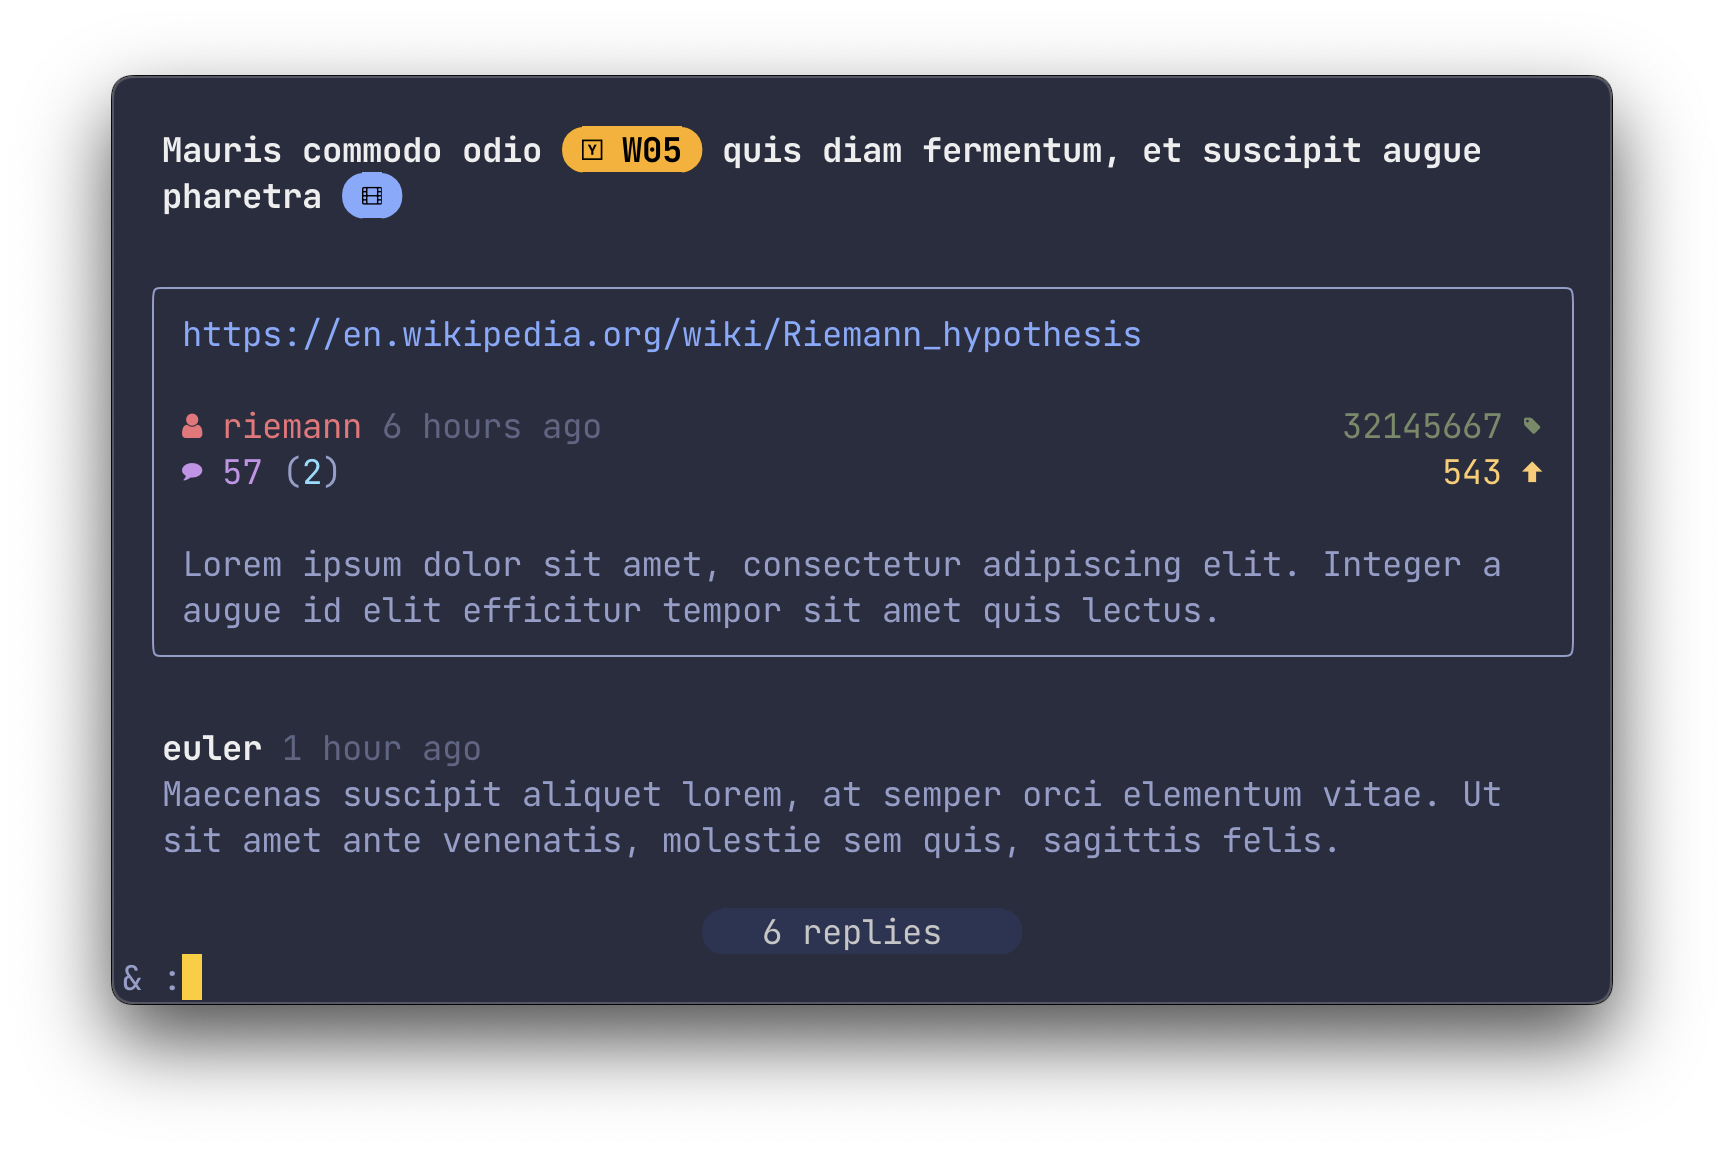 Mauris commodo odio Y W05 quis diam fermentum, et suscipit augue
pharetra
https://en.wikipedia.org/wiki/Riemann_hypothesis
riemann 6 hours ago 32145667
57 (2) 543
Lorem ipsum dolor sit amet, consectetur adipiscing elit. Integer a
augue id elit efficitur tempor sit amet quis lectus.
euler 1 hour ago
Maecenas suscipit aliquet lorem, at semper orci elementum vitae. Ut
sit amet ante venenatis, molestie sem quis, sagittis felis.
6 replies
& :